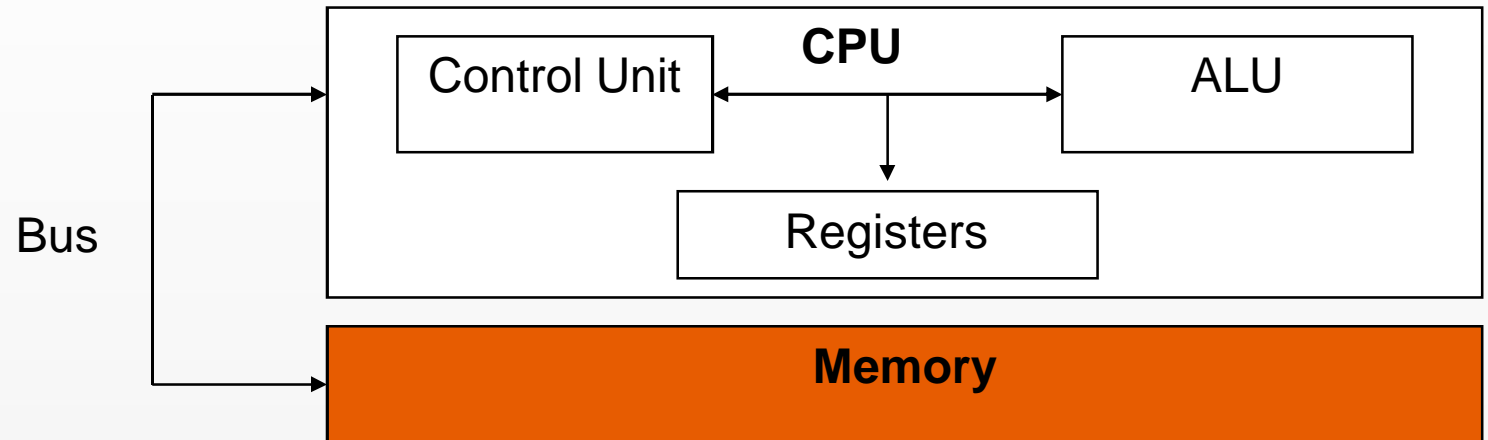 CPU
Control Unit
ALU
Registers
Bus
Memory